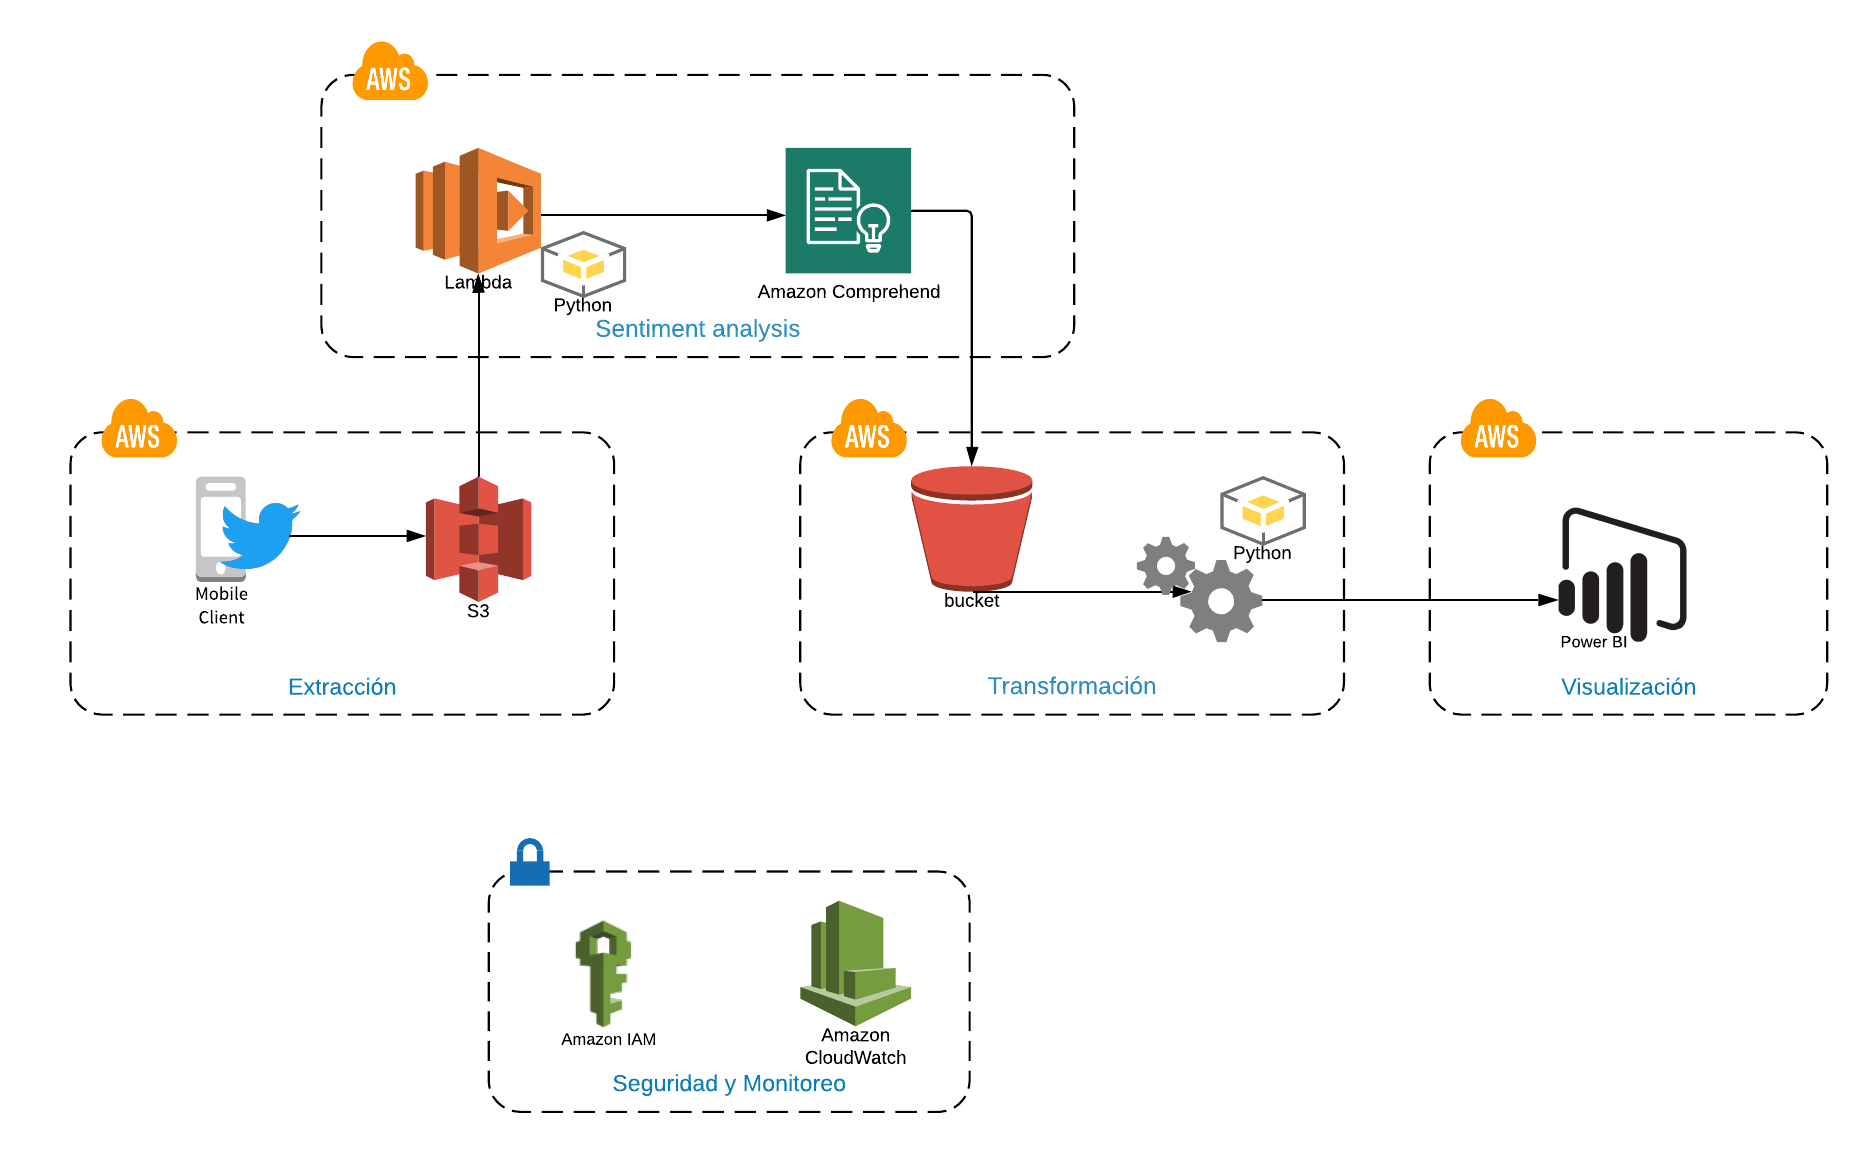 AWS
Lambda
Python
Amazon Comprehend
Sentiment analysis
AWS
Mobile
Client
S3
Extracción
AWS
bucket
Python
Transformación
AWS
Power BI
Visualización
Amazon IAM
Amazon
CloudWatch
Seguridad y Monitoreo